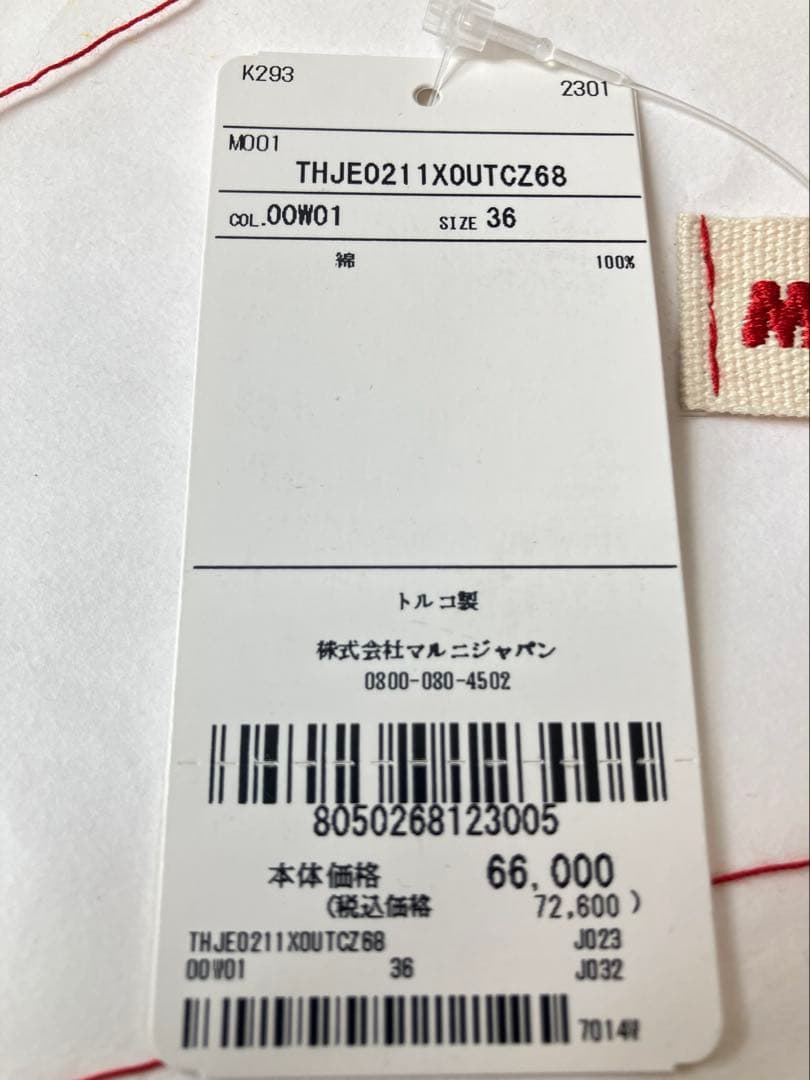 K293 2301
M001
THJE0211X0UTCZ68
COL.00W01 SIZE 36
綿 100%
M
トルコ製
株式会社マルニジャパン
0800-080-4502
8050268123005
本体価格 66,000
(税込価格 72,600)
THJE0211X0UTCZ68 J023
00W01 36 J032